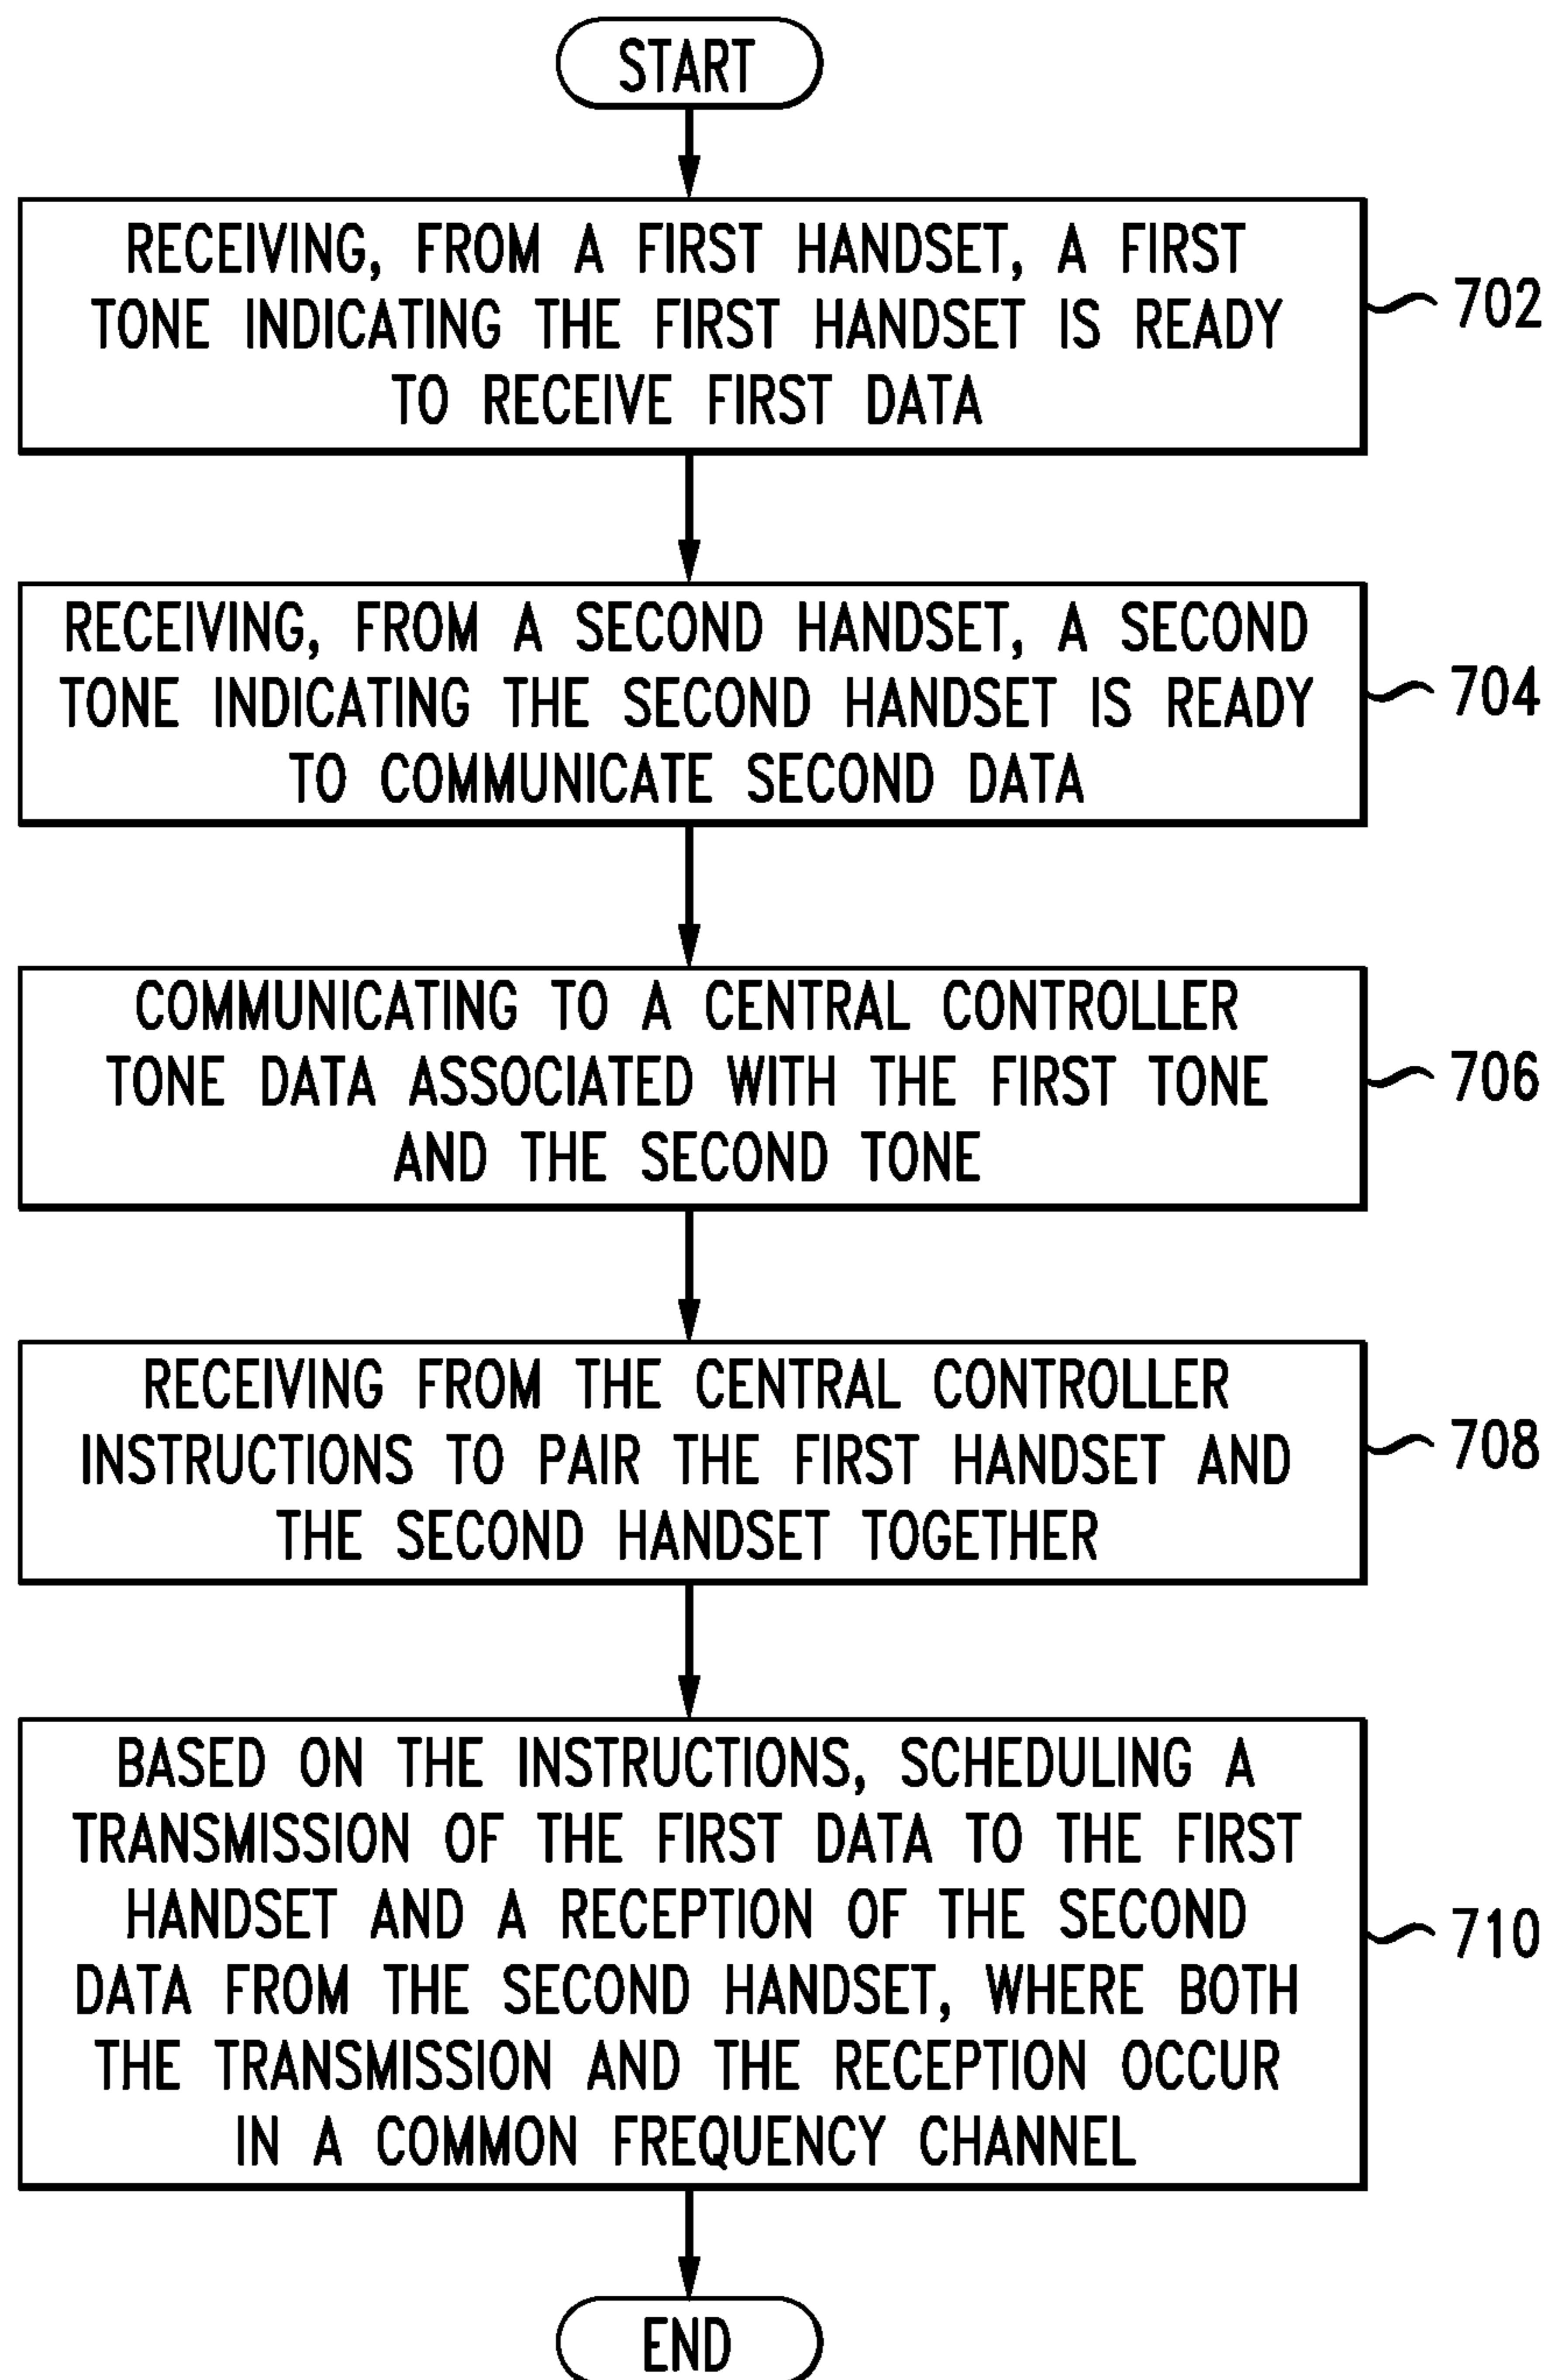 START
RECEIVING, FROM A FIRST HANDSET, A FIRST
TONE INDICATING THE FIRST HANDSET IS READY
TO RECEIVE FIRST DATA
702
RECEIVING, FROM A SECOND HANDSET, A SECOND
TONE INDICATING THE SECOND HANDSET IS READY
TO COMMUNICATE SECOND DATA
704
COMMUNICATING TO A CENTRAL CONTROLLER
TONE DATA ASSOCIATED WITH THE FIRST TONE
AND THE SECOND TONE
706
RECEIVING FROM THE CENTRAL CONTROLLER
INSTRUCTIONS TO PAIR THE FIRST HANDSET AND
THE SECOND HANDSET TOGETHER
708
BASED ON THE INSTRUCTIONS, SCHEDULING A
TRANSMISSION OF THE FIRST DATA TO THE FIRST
HANDSET AND A RECEPTION OF THE SECOND
DATA FROM THE SECOND HANDSET, WHERE BOTH
THE TRANSMISSION AND THE RECEPTION OCCUR
IN A COMMON FREQUENCY CHANNEL
710
END